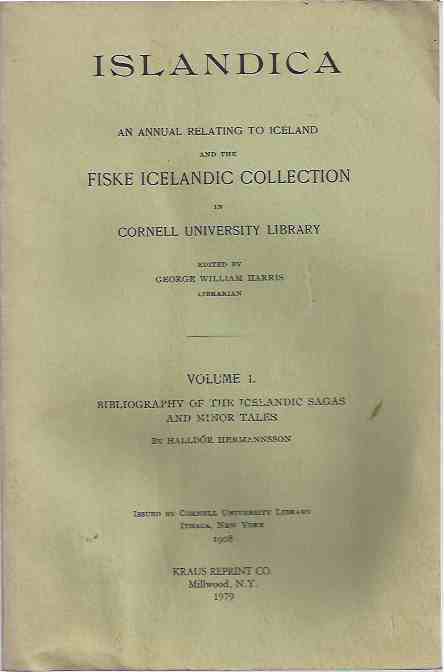 ISLANDICA
AN ANNUAL RELATING TO ICELAND
AND THE
FISKE ICELANDIC COLLECTION
IN
CORNELL UNIVERSITY LIBRARY
EDITED BY
GEORGE WILLIAM HARRIS
LIBRARIAN
VOLUME I.
BIBLIOGRAPHY OF THE ICELANDIC SAGAS
AND MINOR TALES
BY HALLDÓR HERMANNSSON
ISSUED BY CORNELL UNIVERSITY LIBRARY
ITHACA, NEW YORK
1908
KRAUS REPRINT CO.
Millwood, N.Y.
1979